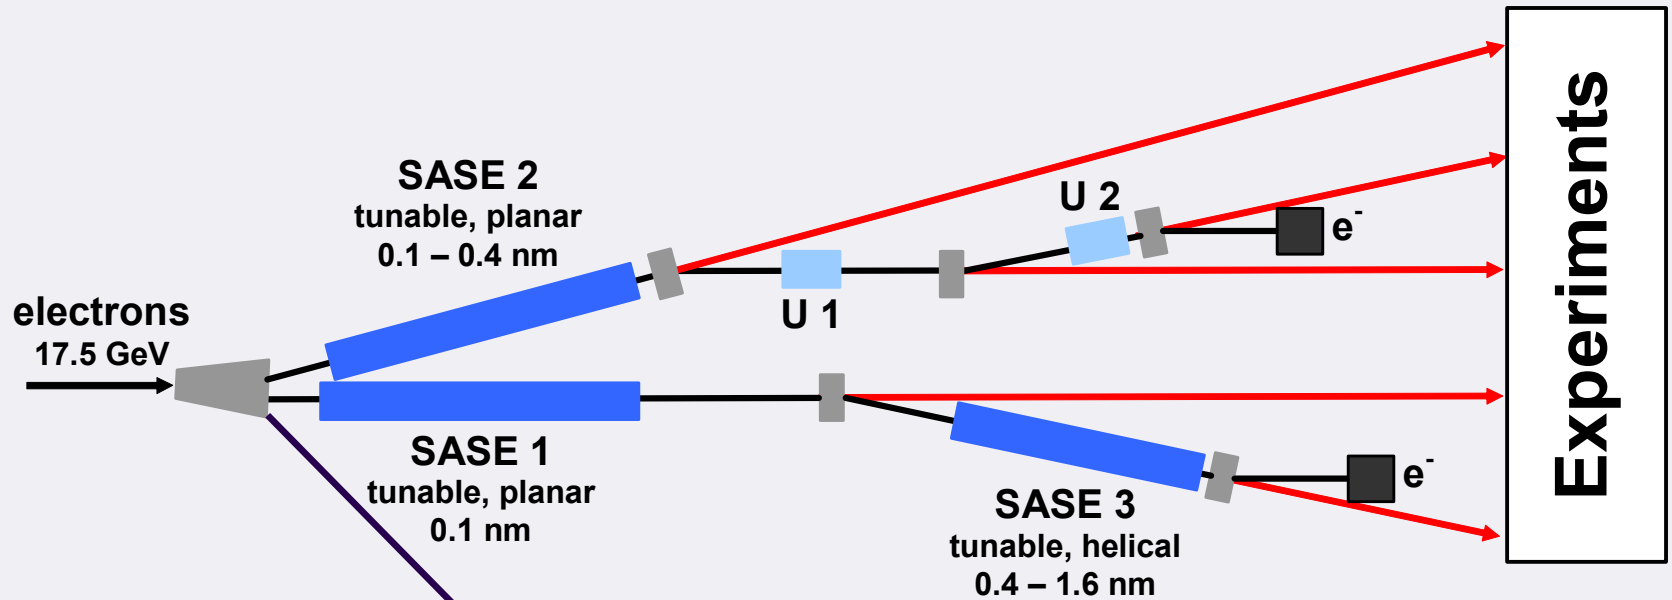 SASE 2
tunable, planar
0.1 – 0.4 nm
U 2
e-
electrons
17.5 GeV
U 1
SASE 1
tunable, planar
0.1 nm
e-
SASE 3
tunable, helical
0.4 – 1.6 nm
Experiments